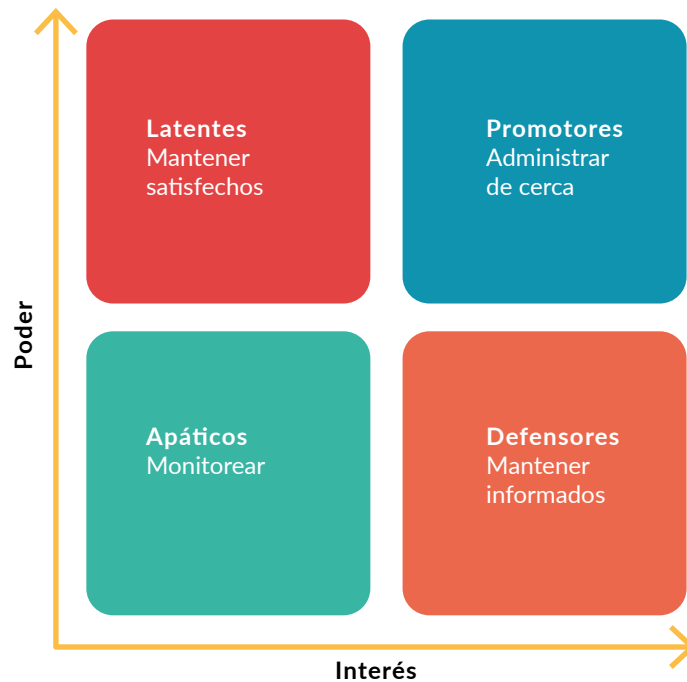 Latentes
Mantener
satisfechos
Promotores
Administrar
de cerca
Poder
Apáticos
Monitorear
Defensores
Mantener
informados
Interés